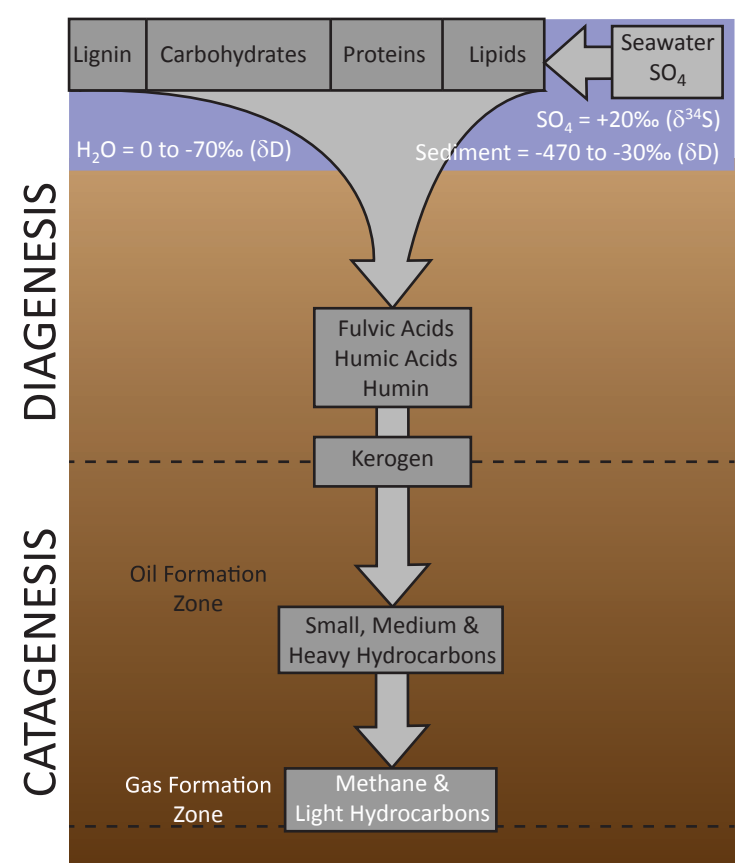 Lignin
Carbohydrates
Proteins
Lipids
Seawater
SO₄
SO₄ = +20‰ (δ³⁴S)
H₂O = 0 to -70‰ (δD)
Sediment = -470 to -30‰ (δD)
DIAGENESIS
Fulvic Acids
Humic Acids
Humin
Kerogen
CATAGENESIS
Oil Formation
Zone
Small, Medium &
Heavy Hydrocarbons
Gas Formation
Zone
Methane &
Light Hydrocarbons